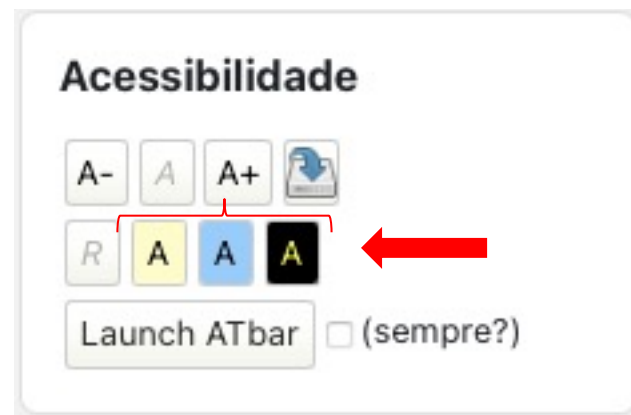 Acessibilidade
A- A A+
R A A A
Launch ATbar (sempre?)